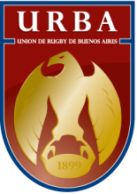 URBA
UNION DE RUGBY DE BUENOS AIRES
1899